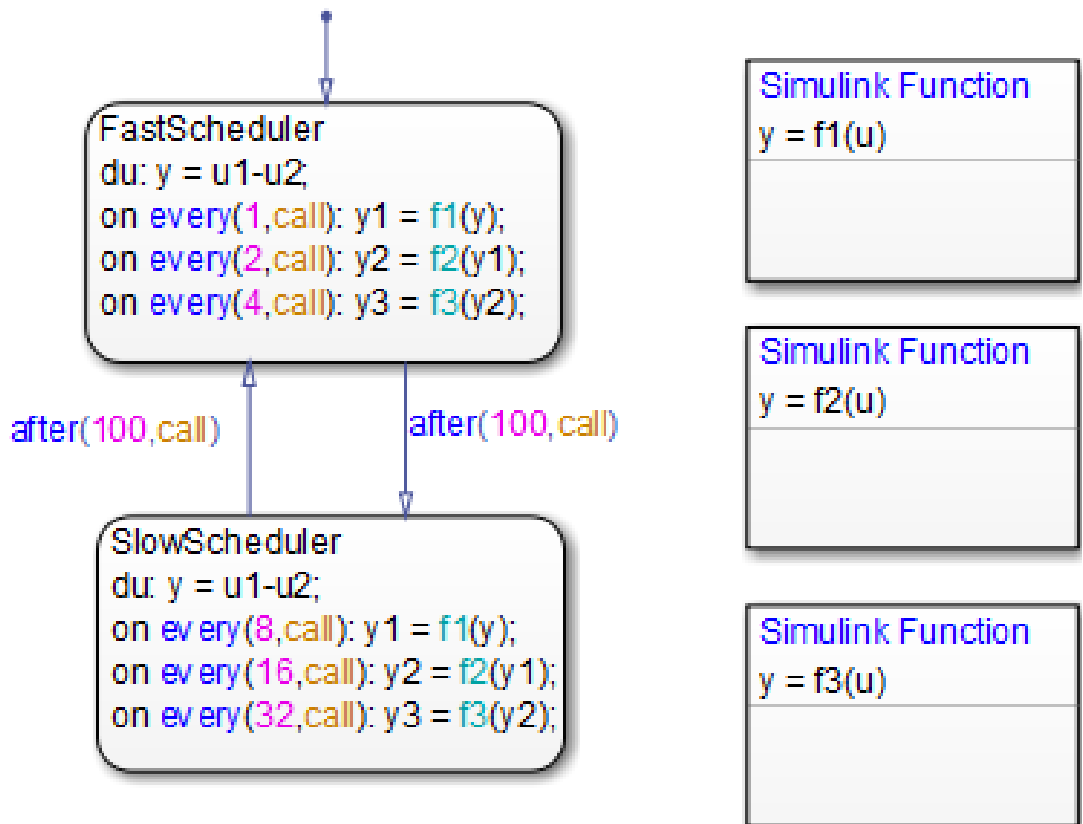 FastScheduler
du: y = u1-u2;
on every(1,call): y1 = f1(y);
on every(2,call): y2 = f2(y1);
on every(4,call): y3 = f3(y2);
after(100,call)
after(100,call)
SlowScheduler
du: y = u1-u2;
on every(8,call): y1 = f1(y);
on every(16,call): y2 = f2(y1);
on every(32,call): y3 = f3(y2);
Simulink Function
y = f1(u)
Simulink Function
y = f2(u)
Simulink Function
y = f3(u)